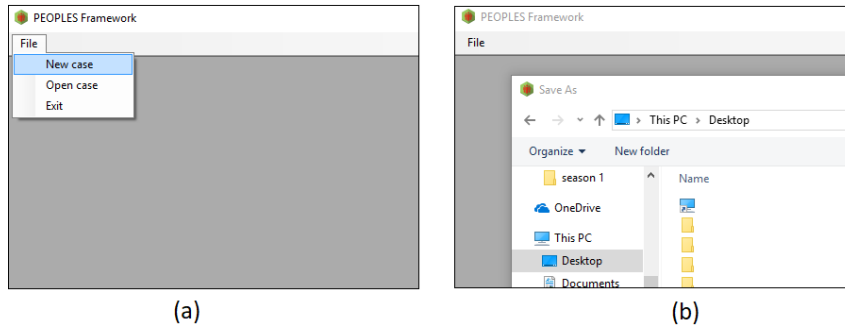 PEOPLES Framework
File
New case
Open case
Exit
(a)
PEOPLES Framework
File
Save As
This PC > Desktop
Organize
New folder
season 1
Name
OneDrive
This PC
Desktop
Documents
(b)